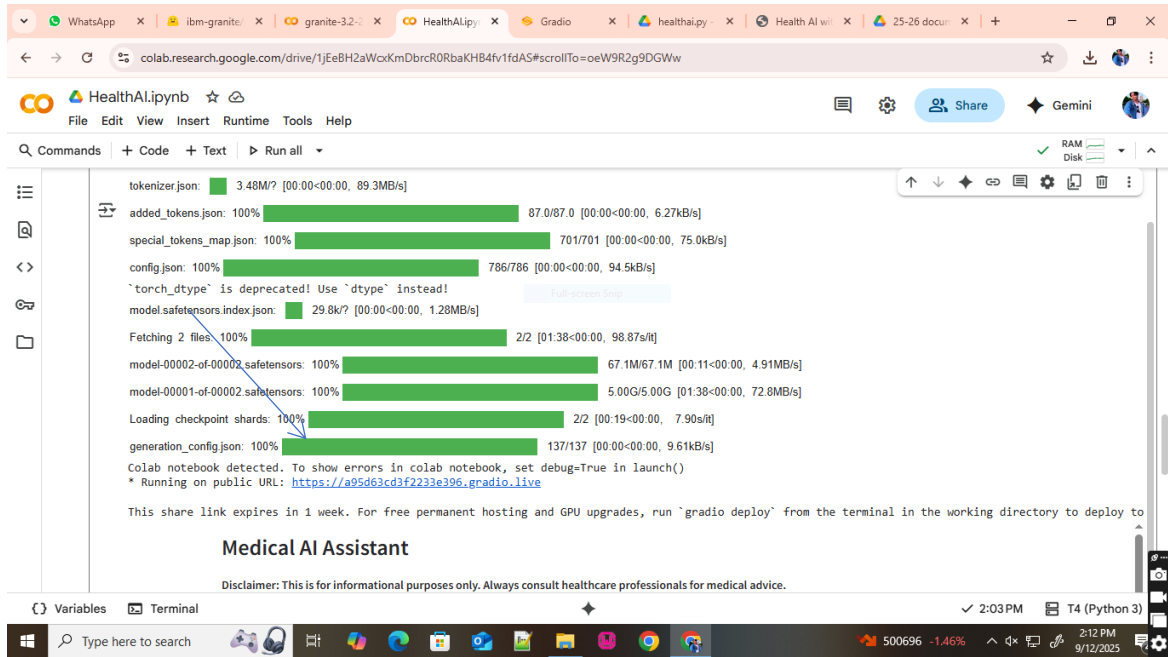 WhatsApp
ibm-granite/
granite-3.2-2
HealthAI.ipyn
Gradio
healthai.py -
Health AI wit
25-26 docun
colab.research.google.com/drive/1jEeBH2aWcxKmDbrcR0RbaKHB4fv1fdAS#scrollTo=oeW9R2g9DGWw
HealthAI.ipynb
File Edit View Insert Runtime Tools Help
Share
Gemini
Commands + Code + Text Run all
RAM
Disk
tokenizer.json: 3.48M/? [00:00<00:00, 89.3MB/s]
added_tokens.json: 100% 87.0/87.0 [00:00<00:00, 6.27kB/s]
special_tokens_map.json: 100% 701/701 [00:00<00:00, 75.0kB/s]
config.json: 100% 786/786 [00:00<00:00, 94.5kB/s]
`torch_dtype` is deprecated! Use `dtype` instead!
Full-screen Snip
model.safetensors.index.json: 29.8k/? [00:00<00:00, 1.28MB/s]
Fetching 2 files: 100% 2/2 [01:38<00:00, 98.87s/it]
model-00002-of-00002.safetensors: 100% 67.1M/67.1M [00:11<00:00, 4.91MB/s]
model-00001-of-00002.safetensors: 100% 5.00G/5.00G [01:38<00:00, 72.8MB/s]
Loading checkpoint shards: 100% 2/2 [00:19<00:00, 7.90s/it]
generation_config.json: 100% 137/137 [00:00<00:00, 9.61kB/s]
Colab notebook detected. To show errors in colab notebook, set debug=True in launch()
* Running on public URL: https://a95d63cd3f2233e396.gradio.live
This share link expires in 1 week. For free permanent hosting and GPU upgrades, run `gradio deploy` from the terminal in the working directory to deploy to
Medical AI Assistant
Disclaimer: This is for informational purposes only. Always consult healthcare professionals for medical advice.
Variables Terminal
2:03 PM T4 (Python 3)
Type here to search
500696 -1.46%
2:12 PM
9/12/2025